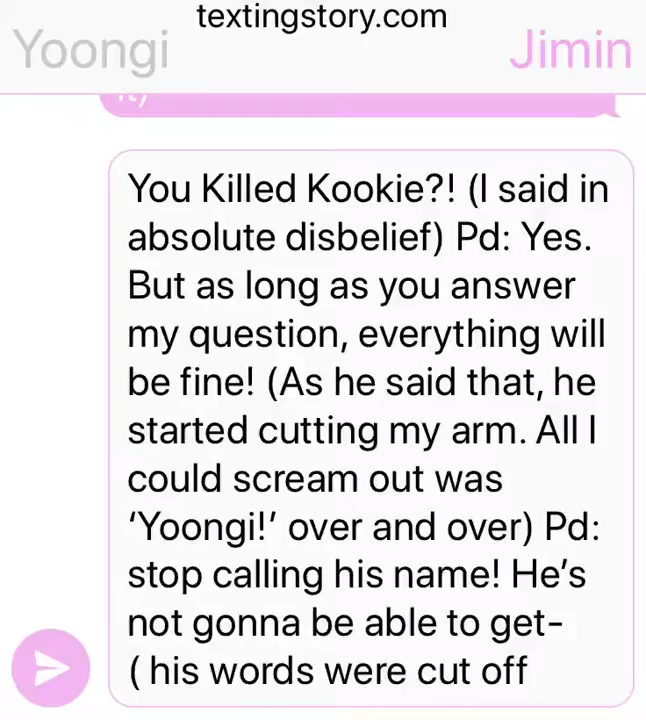 textingstory.com
Yoongi Jimin
You Killed Kookie?! (I said in
absolute disbelief) Pd: Yes.
But as long as you answer
my question, everything will
be fine! (As he said that, he
started cutting my arm. All I
could scream out was
‘Yoongi!’ over and over) Pd:
stop calling his name! He’s
not gonna be able to get-
( his words were cut off